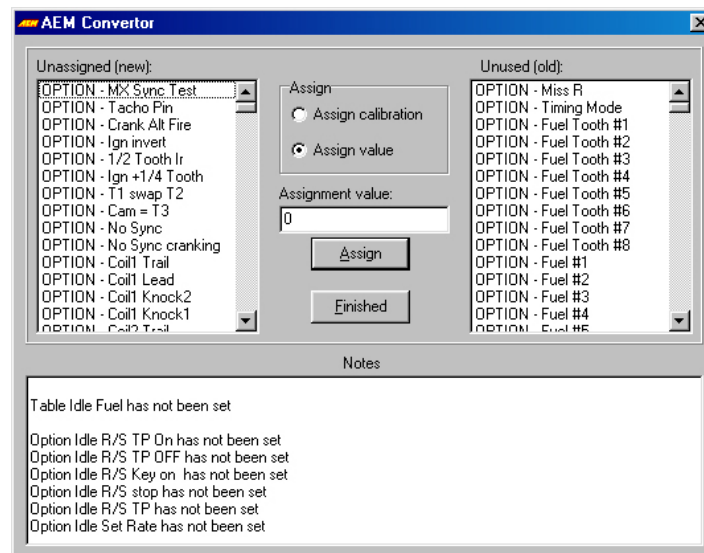 AEM AEM Convertor
Unassigned (new):
OPTION - MX Sync Test
OPTION - Tacho Pin
OPTION - Crank Alt Fire
OPTION - Ign invert
OPTION - 1/2 Tooth Ir
OPTION - Ign +1/4 Tooth
OPTION - T1 swap T2
OPTION - Cam = T3
OPTION - No Sync
OPTION - No Sync cranking
OPTION - Coil1 Trail
OPTION - Coil1 Lead
OPTION - Coil1 Knock2
OPTION - Coil1 Knock1
OPTION - Coil2 Trail
Assign
Assign calibration
Assign value
Assignment value:
0
Assign
Finished
Unused (old):
OPTION - Miss R
OPTION - Timing Mode
OPTION - Fuel Tooth #1
OPTION - Fuel Tooth #2
OPTION - Fuel Tooth #3
OPTION - Fuel Tooth #4
OPTION - Fuel Tooth #5
OPTION - Fuel Tooth #6
OPTION - Fuel Tooth #7
OPTION - Fuel Tooth #8
OPTION - Fuel #1
OPTION - Fuel #2
OPTION - Fuel #3
OPTION - Fuel #4
OPTION - Fuel #5
Notes
Table Idle Fuel has not been set
Option Idle R/S TP On has not been set
Option Idle R/S TP OFF has not been set
Option Idle R/S Key on has not been set
Option Idle R/S stop has not been set
Option Idle R/S TP has not been set
Option Idle Set Rate has not been set